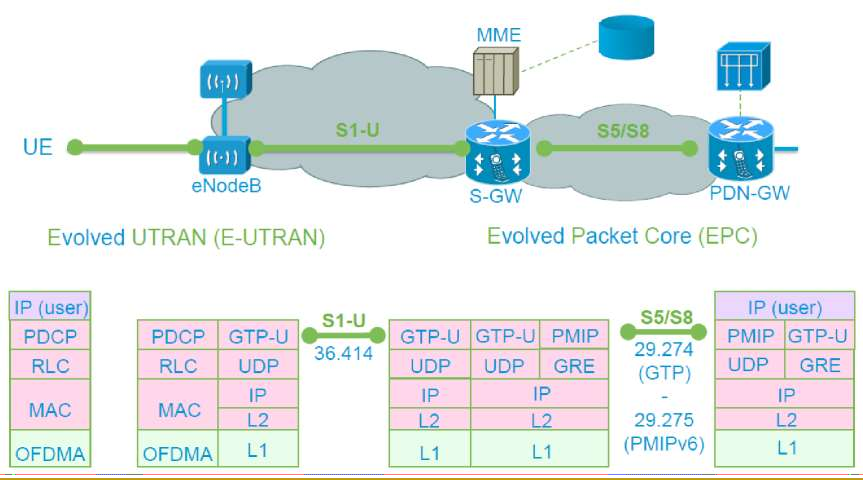 MME
UE
S1-U
S5/S8
eNodeB
S-GW
PDN-GW
Evolved UTRAN (E-UTRAN)
Evolved Packet Core (EPC)
IP (user)
PDCP
RLC
MAC
OFDMA
PDCP GTP-U
RLC UDP
MAC IP
L2
OFDMA L1
S1-U
36.414
GTP-U GTP-U PMIP
UDP UDP GRE
IP IP
L2 L2
L1 L1
S5/S8
29.274
(GTP)
-
29.275
(PMIPv6)
IP (user)
PMIP GTP-U
UDP GRE
IP
L2
L1